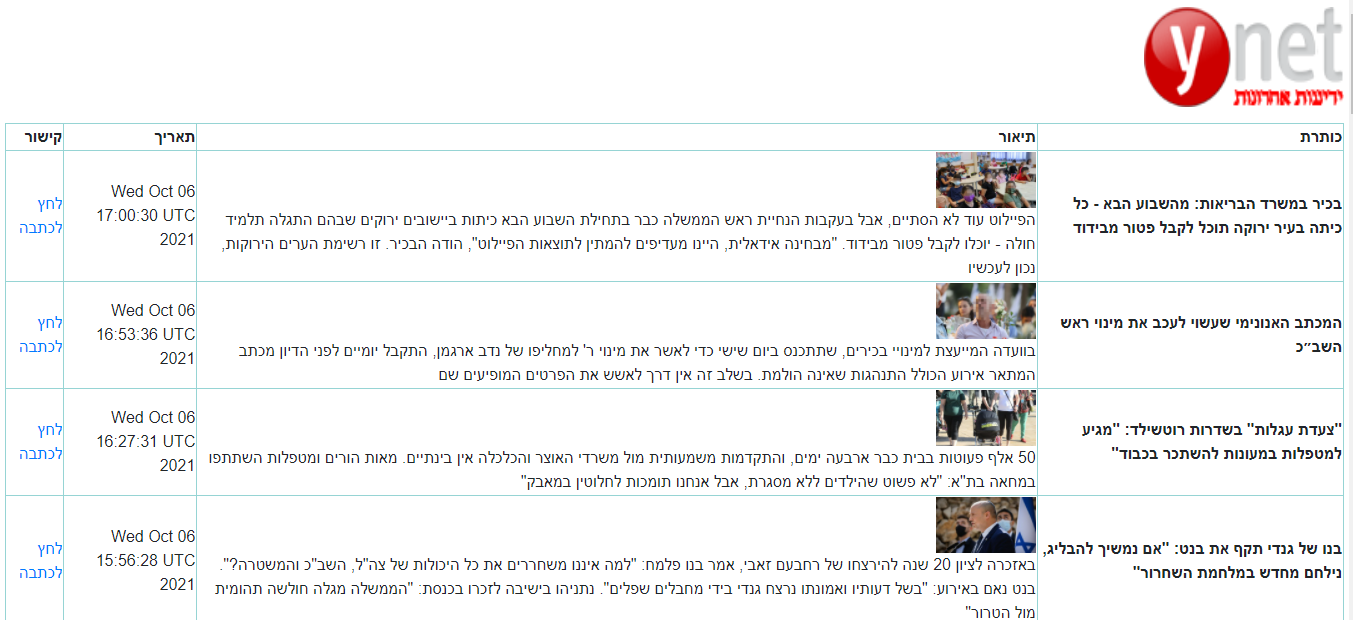 ynet
ידיעות אחרונות
כותרת תיאור תאריך קישור
בכיר במשרד הבריאות: מהשבוע הבא - כל
כיתה בעיר ירוקה תוכל לקבל פטור מבידוד
הפיילוט עוד לא הסתיים, אבל בעקבות הנחיית ראש הממשלה כבר בתחילת השבוע הבא כיתות ביישובים ירוקים שבהם התגלה תלמיד
חולה - יוכלו לקבל פטור מבידוד. "מבחינה אידאלית, היינו מעדיפים להמתין לתוצאות הפיילוט", הודה הבכיר. זו רשימת הערים הירוקות,
נכון לעכשיו
Wed Oct 06
17:00:30 UTC
2021
לחץ
לכתבה
המכתב האנונימי שעשוי לעכב את מינוי ראש
השב״כ
בוועדה המייעצת למינויי בכירים, שתתכנס ביום שישי כדי לאשר את מינוי ר' למחליפו של נדב ארגמן, התקבל יומיים לפני הדיון מכתב
המתאר אירוע הכולל התנהגות שאינה הולמת. בשלב זה אין דרך לאשש את הפרטים המופיעים שם
Wed Oct 06
16:53:36 UTC
2021
לחץ
לכתבה
"צעדת עגלות" בשדרות רוטשילד: "מגיע
למטפלות במעונות להשתכר בכבוד"
50 אלף פעוטות בבית כבר ארבעה ימים, והתקדמות משמעותית מול משרדי האוצר והכלכלה אין בינתיים. מאות הורים ומטפלות השתתפו
במחאה בת"א: "לא פשוט שהילדים ללא מסגרת, אבל אנחנו תומכות לחלוטין במאבק"
Wed Oct 06
16:27:31 UTC
2021
לחץ
לכתבה
בנו של גנדי תקף את בנט: "אם נמשיך להבליג,
נילחם מחדש במלחמת השחרור"
באזכרה לציון 20 שנה להירצחו של רחבעם זאבי, אמר בנו פלמח: "למה איננו משחררים את כל היכולות של צה"ל, השב"כ והמשטרה?".
בנט נאם באירוע: "בשל דעותיו ואמונתו נרצח גנדי בידי מחבלים שפלים". נתניהו בישיבה לזכרו בכנסת: "הממשלה מגלה חולשה תהומית
מול הטרור"
Wed Oct 06
15:56:28 UTC
2021
לחץ
לכתבה